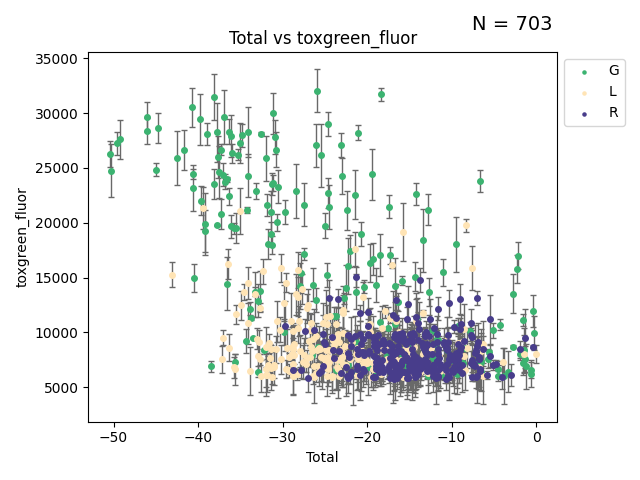 N = 703
Total vs toxgreen_fluor
35000
30000
25000
20000
15000
10000
5000
toxgreen_fluor
−50 −40 −30 −20 −10 0
Total
G
L
R